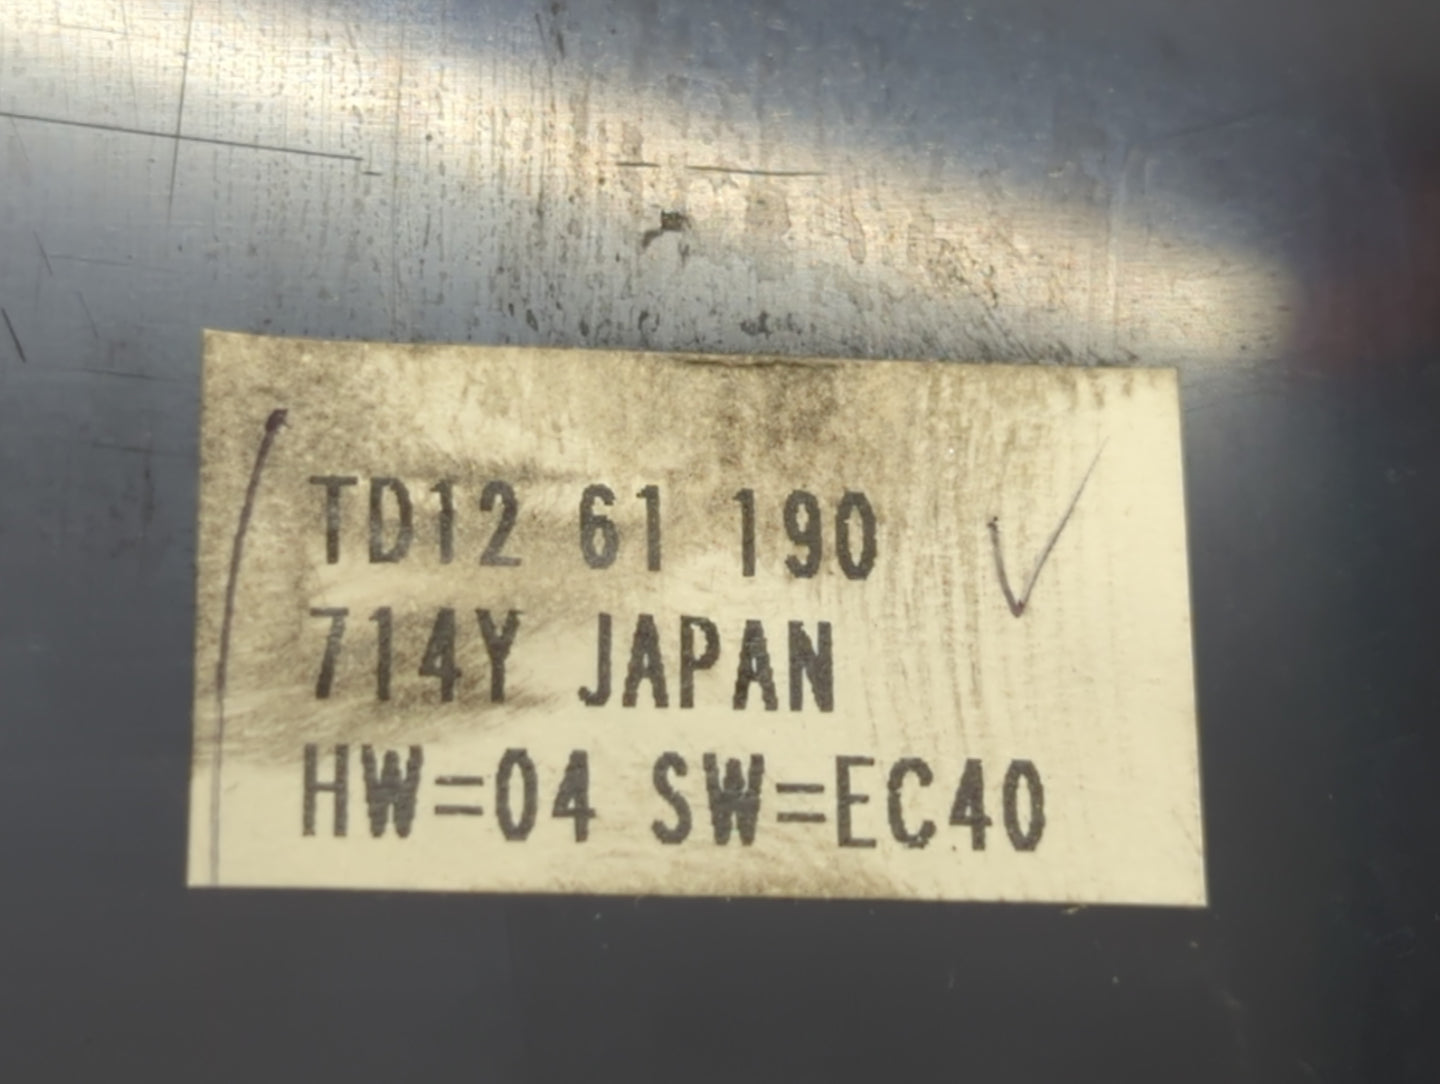 TD12 61 190
714Y JAPAN
HW=04 SW=EC40